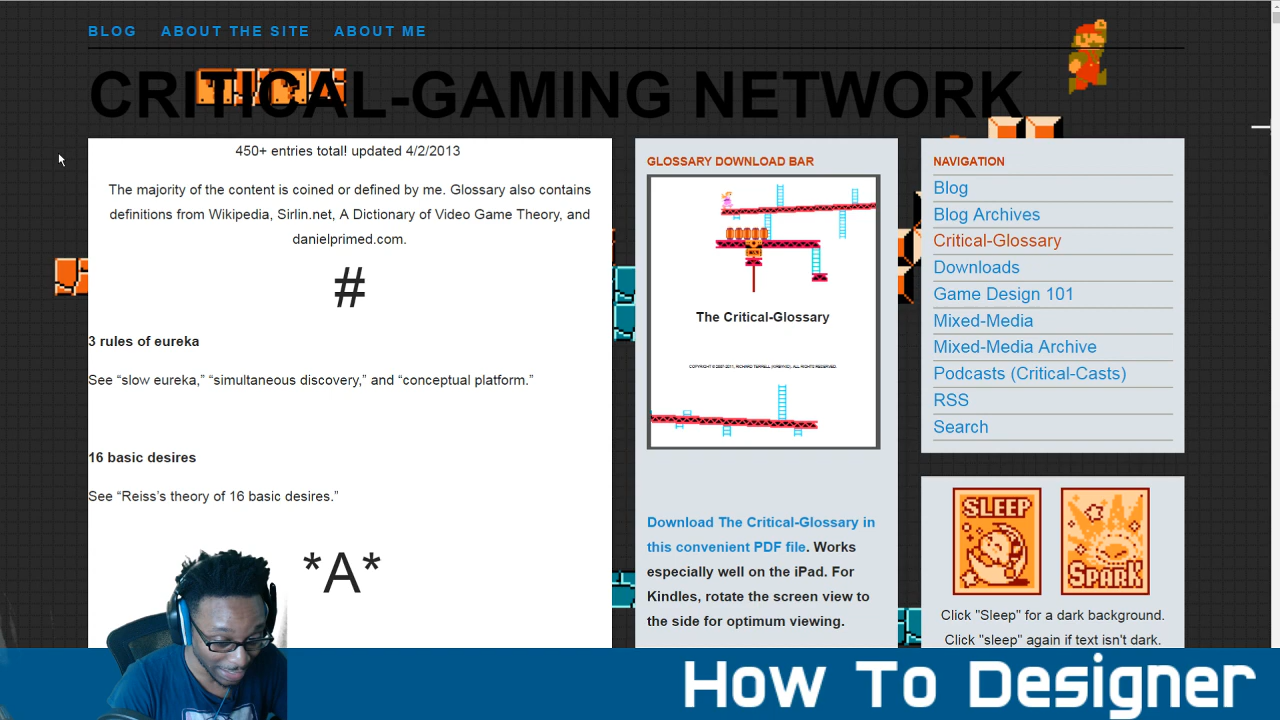 BLOG ABOUT THE SITE ABOUT ME
CRITICAL-GAMING NETWORK
450+ entries total! updated 4/2/2013
The majority of the content is coined or defined by me. Glossary also contains
definitions from Wikipedia, Sirlin.net, A Dictionary of Video Game Theory, and
danielprimed.com.
#
3 rules of eureka
See “slow eureka,” “simultaneous discovery,” and “conceptual platform.”
16 basic desires
See “Reiss’s theory of 16 basic desires.”
*A*
GLOSSARY DOWNLOAD BAR
The Critical-Glossary
Download The Critical-Glossary in
this convenient PDF file. Works
especially well on the iPad. For
Kindles, rotate the screen view to
the side for optimum viewing.
NAVIGATION
Blog
Blog Archives
Critical-Glossary
Downloads
Game Design 101
Mixed-Media
Mixed-Media Archive
Podcasts (Critical-Casts)
RSS
Search
SLEEP
SPARK
Click "Sleep" for a dark background.
Click "sleep" again if text isn't dark.
How To Designer